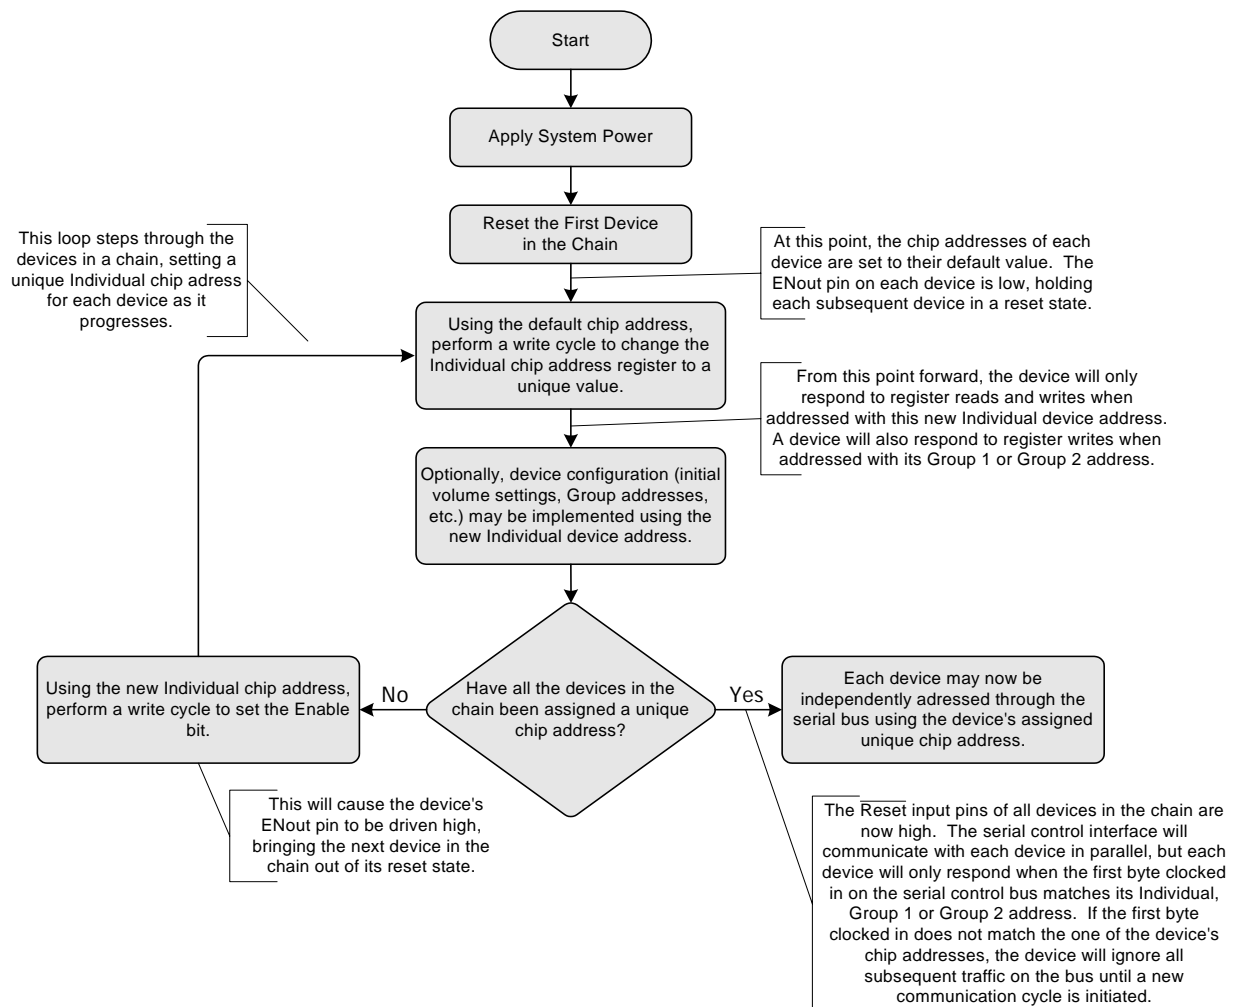 Start
Apply System Power
Reset the First Device
in the Chain
This loop steps through the
devices in a chain, setting a
unique Individual chip adress
for each device as it
progresses.
At this point, the chip addresses of each
device are set to their default value.  The
ENout pin on each device is low, holding
each subsequent device in a reset state.
Using the default chip address,
perform a write cycle to change the
Individual chip address register to a
unique value.
From this point forward, the device will only
respond to register reads and writes when
addressed with this new Individual device address.
A device will also respond to register writes when
addressed with its Group 1 or Group 2 address.
Optionally, device configuration (initial
volume settings, Group addresses,
etc.) may be implemented using the
new Individual device address.
Using the new Individual chip address,
perform a write cycle to set the Enable
bit.
No
Have all the devices in the
chain been assigned a unique
chip address?
Yes
Each device may now be
independently adressed through the
serial bus using the device's assigned
unique chip address.
This will cause the device's
ENout pin to be driven high,
bringing the next device in the
chain out of its reset state.
The Reset input pins of all devices in the chain are
now high.  The serial control interface will
communicate with each device in parallel, but each
device will only respond when the first byte clocked
in on the serial control bus matches its Individual,
Group 1 or Group 2 address.  If the first byte
clocked in does not match the one of the device's
chip addresses, the device will ignore all
subsequent traffic on the bus until a new
communication cycle is initiated.